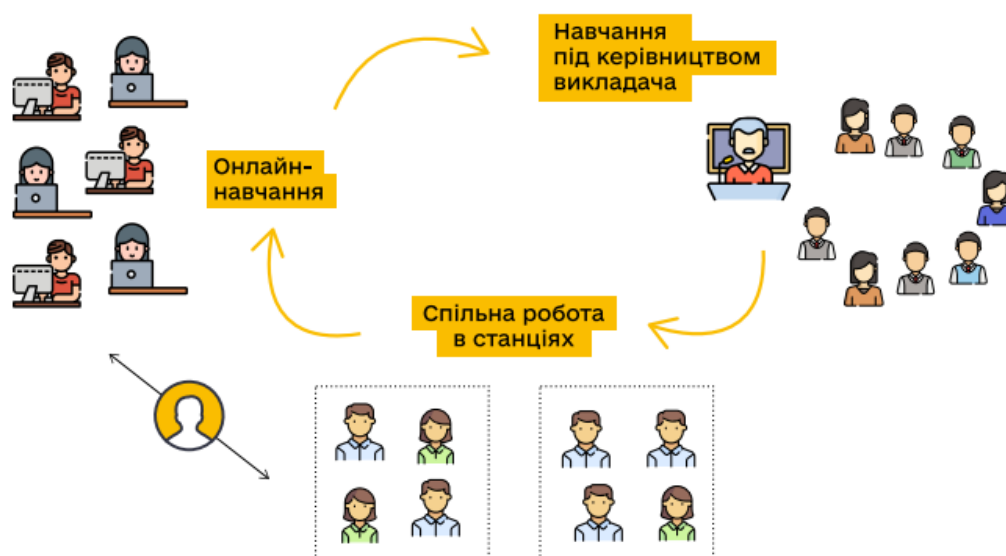 Навчання
під керівництвом
викладача
Онлайн-
навчання
Спільна робота
в станціях